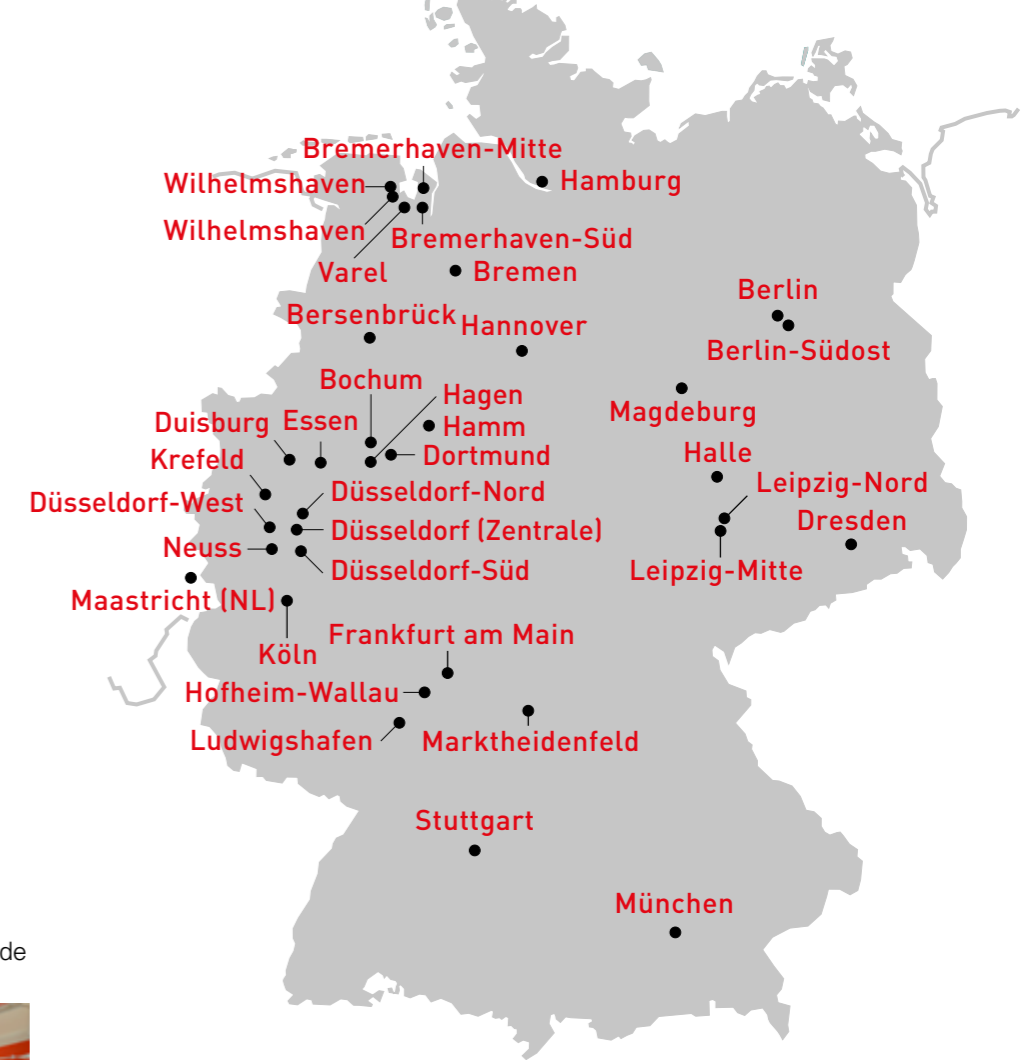 Bremerhaven-Mitte
Wilhelmshaven
Hamburg
Wilhelmshaven
Bremerhaven-Süd
Varel
Bremen
Berlin
Bersenbrück
Hannover
Berlin-Südost
Bochum
Hagen
Magdeburg
Duisburg
Essen
Hamm
Krefeld
Dortmund
Halle
Düsseldorf-West
Düsseldorf-Nord
Leipzig-Nord
Düsseldorf (Zentrale)
Dresden
Neuss
Düsseldorf-Süd
Leipzig-Mitte
Maastricht (NL)
Köln
Frankfurt am Main
Hofheim-Wallau
Ludwigshafen
Marktheidenfeld
Stuttgart
München
de